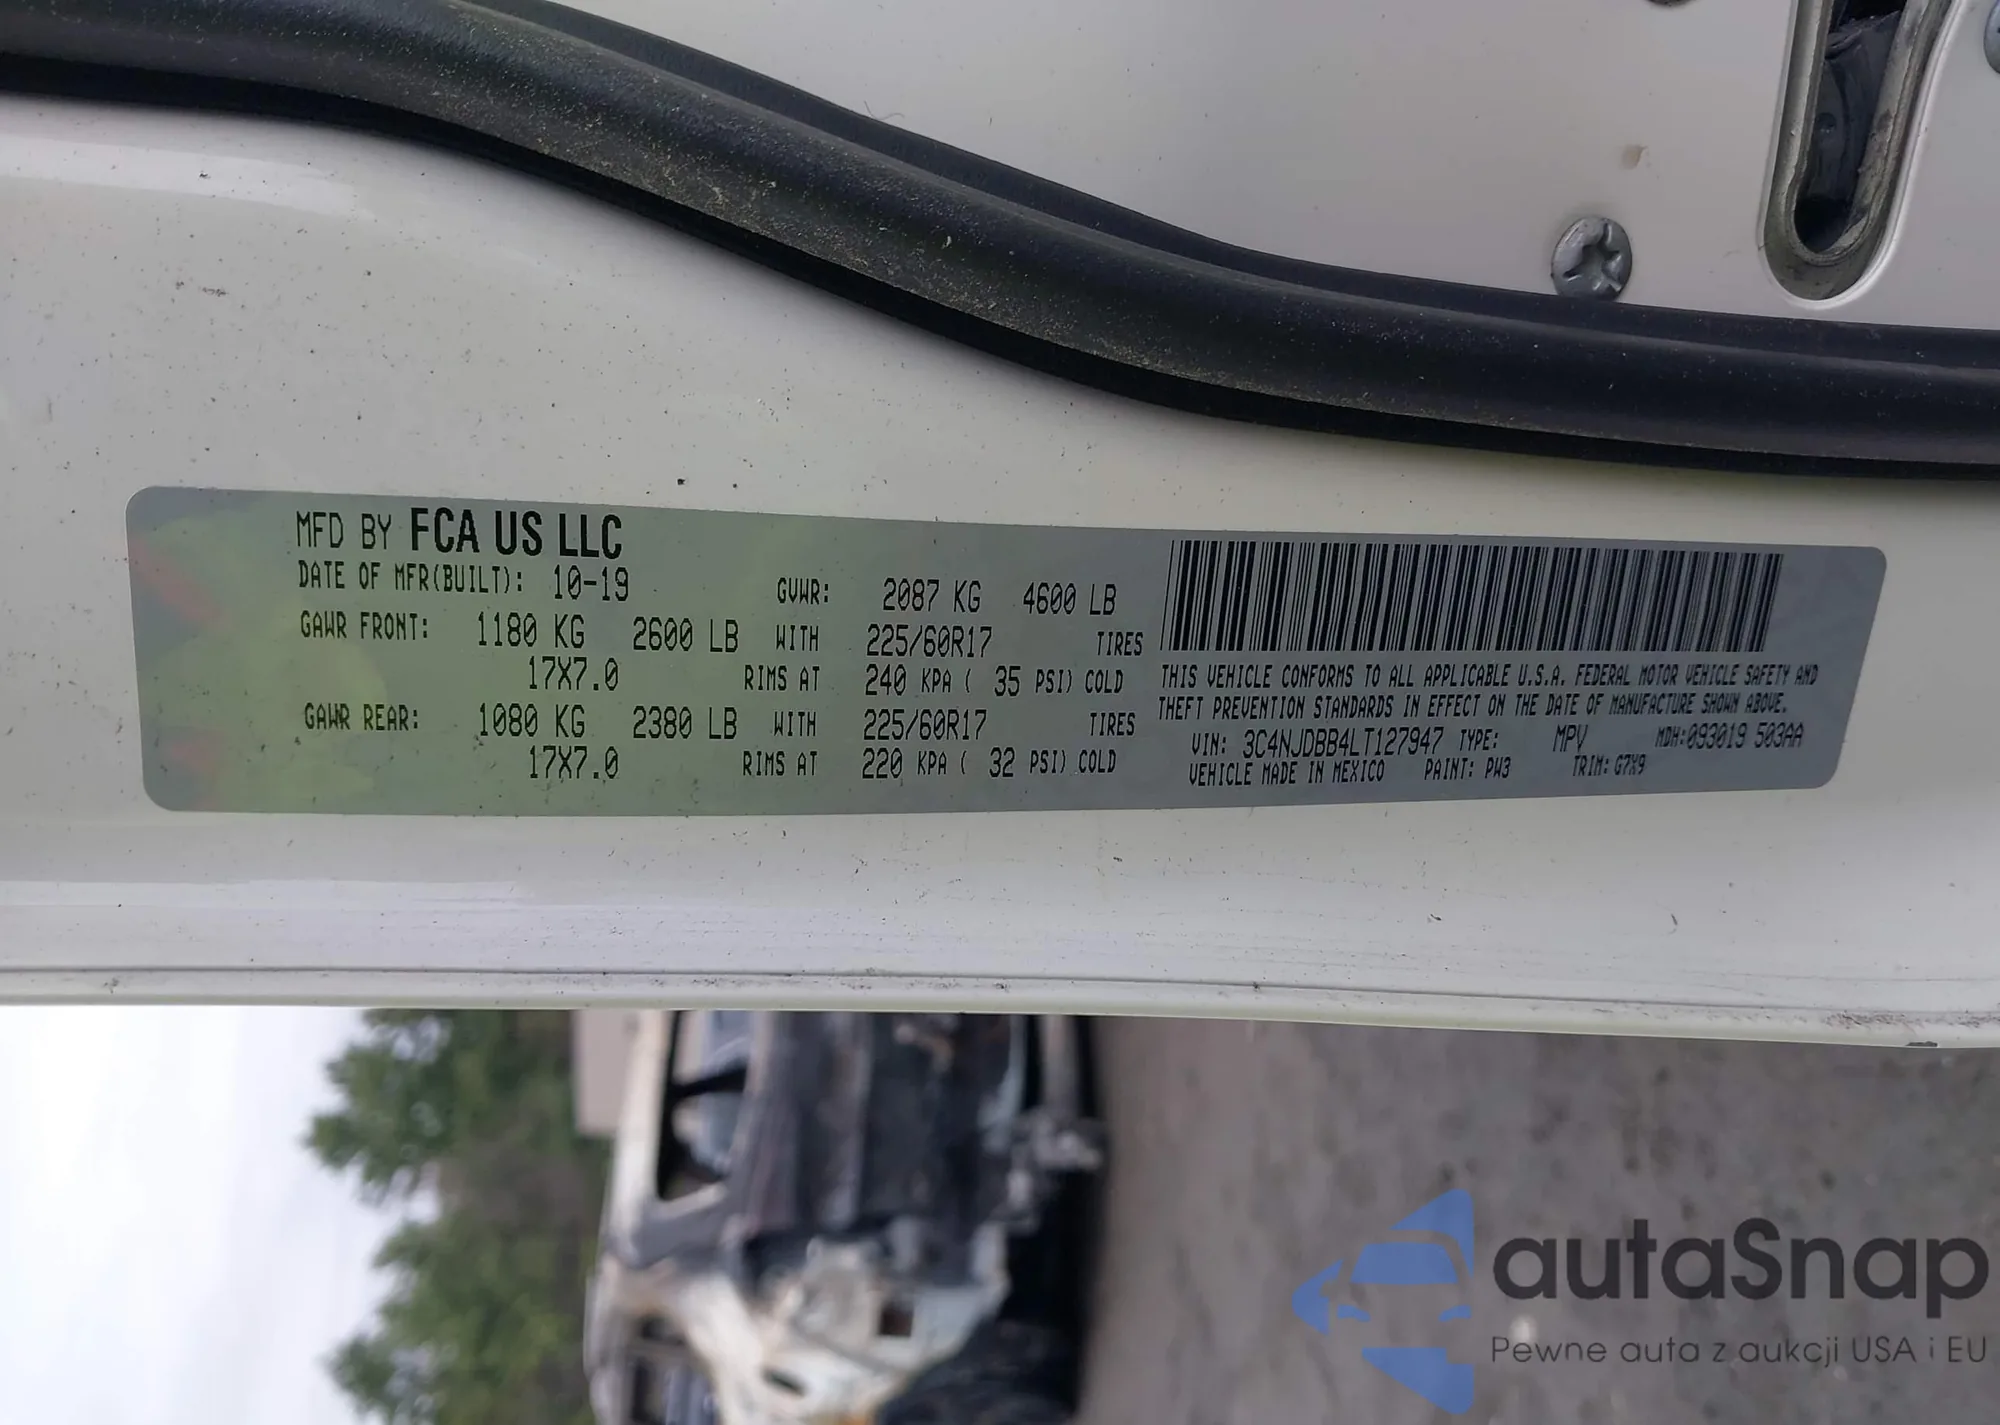 MFD BY FCA US LLC
DATE OF MFR(BUILT): 10-19 GVWR: 2087 KG 4600 LB
GAWR FRONT: 1180 KG 2600 LB WITH 225/60R17 TIRES
17X7.0 RIMS AT 240 KPA ( 35 PSI) COLD
GAWR REAR: 1080 KG 2380 LB WITH 225/60R17 TIRES
17X7.0 RIMS AT 220 KPA ( 32 PSI) COLD
THIS VEHICLE CONFORMS TO ALL APPLICABLE U.S.A. FEDERAL MOTOR VEHICLE SAFETY AND
THEFT PREVENTION STANDARDS IN EFFECT ON THE DATE OF MANUFACTURE SHOWN ABOVE.
VIN: 3C4NJDBB4LT127947 TYPE: MPV MDH:093019 503AA
VEHICLE MADE IN MEXICO PAINT: PW3 TRIM: G7X9
autaSnap
Pewne auta z aukcji USA i EU